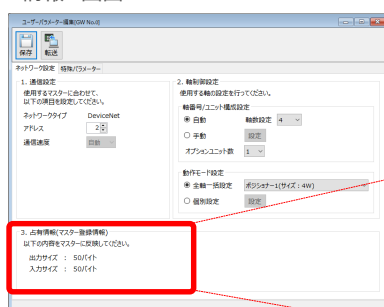 ユーザーパラメーター編集[GW No.0]
保存 転送
ネットワーク設定 特殊パラメーター
1. 通信設定
使用するマスターに合わせて、
以下の項目を設定してください。
ネットワークタイプ DeviceNet
アドレス 2
通信速度 自動
2. 軸制御設定
使用する軸の設定を行ってください。
軸番号/ユニット構成設定
自動 軸数設定 4
手動 設定
オプションユニット数 1
動作モード設定
全軸一括設定 ポジショナー1(サイズ:4W)
個別設定 設定
3. 占有情報(マスター登録情報)
以下の内容をマスターに反映してください。
出力サイズ : 50バイト
入力サイズ : 50バイト